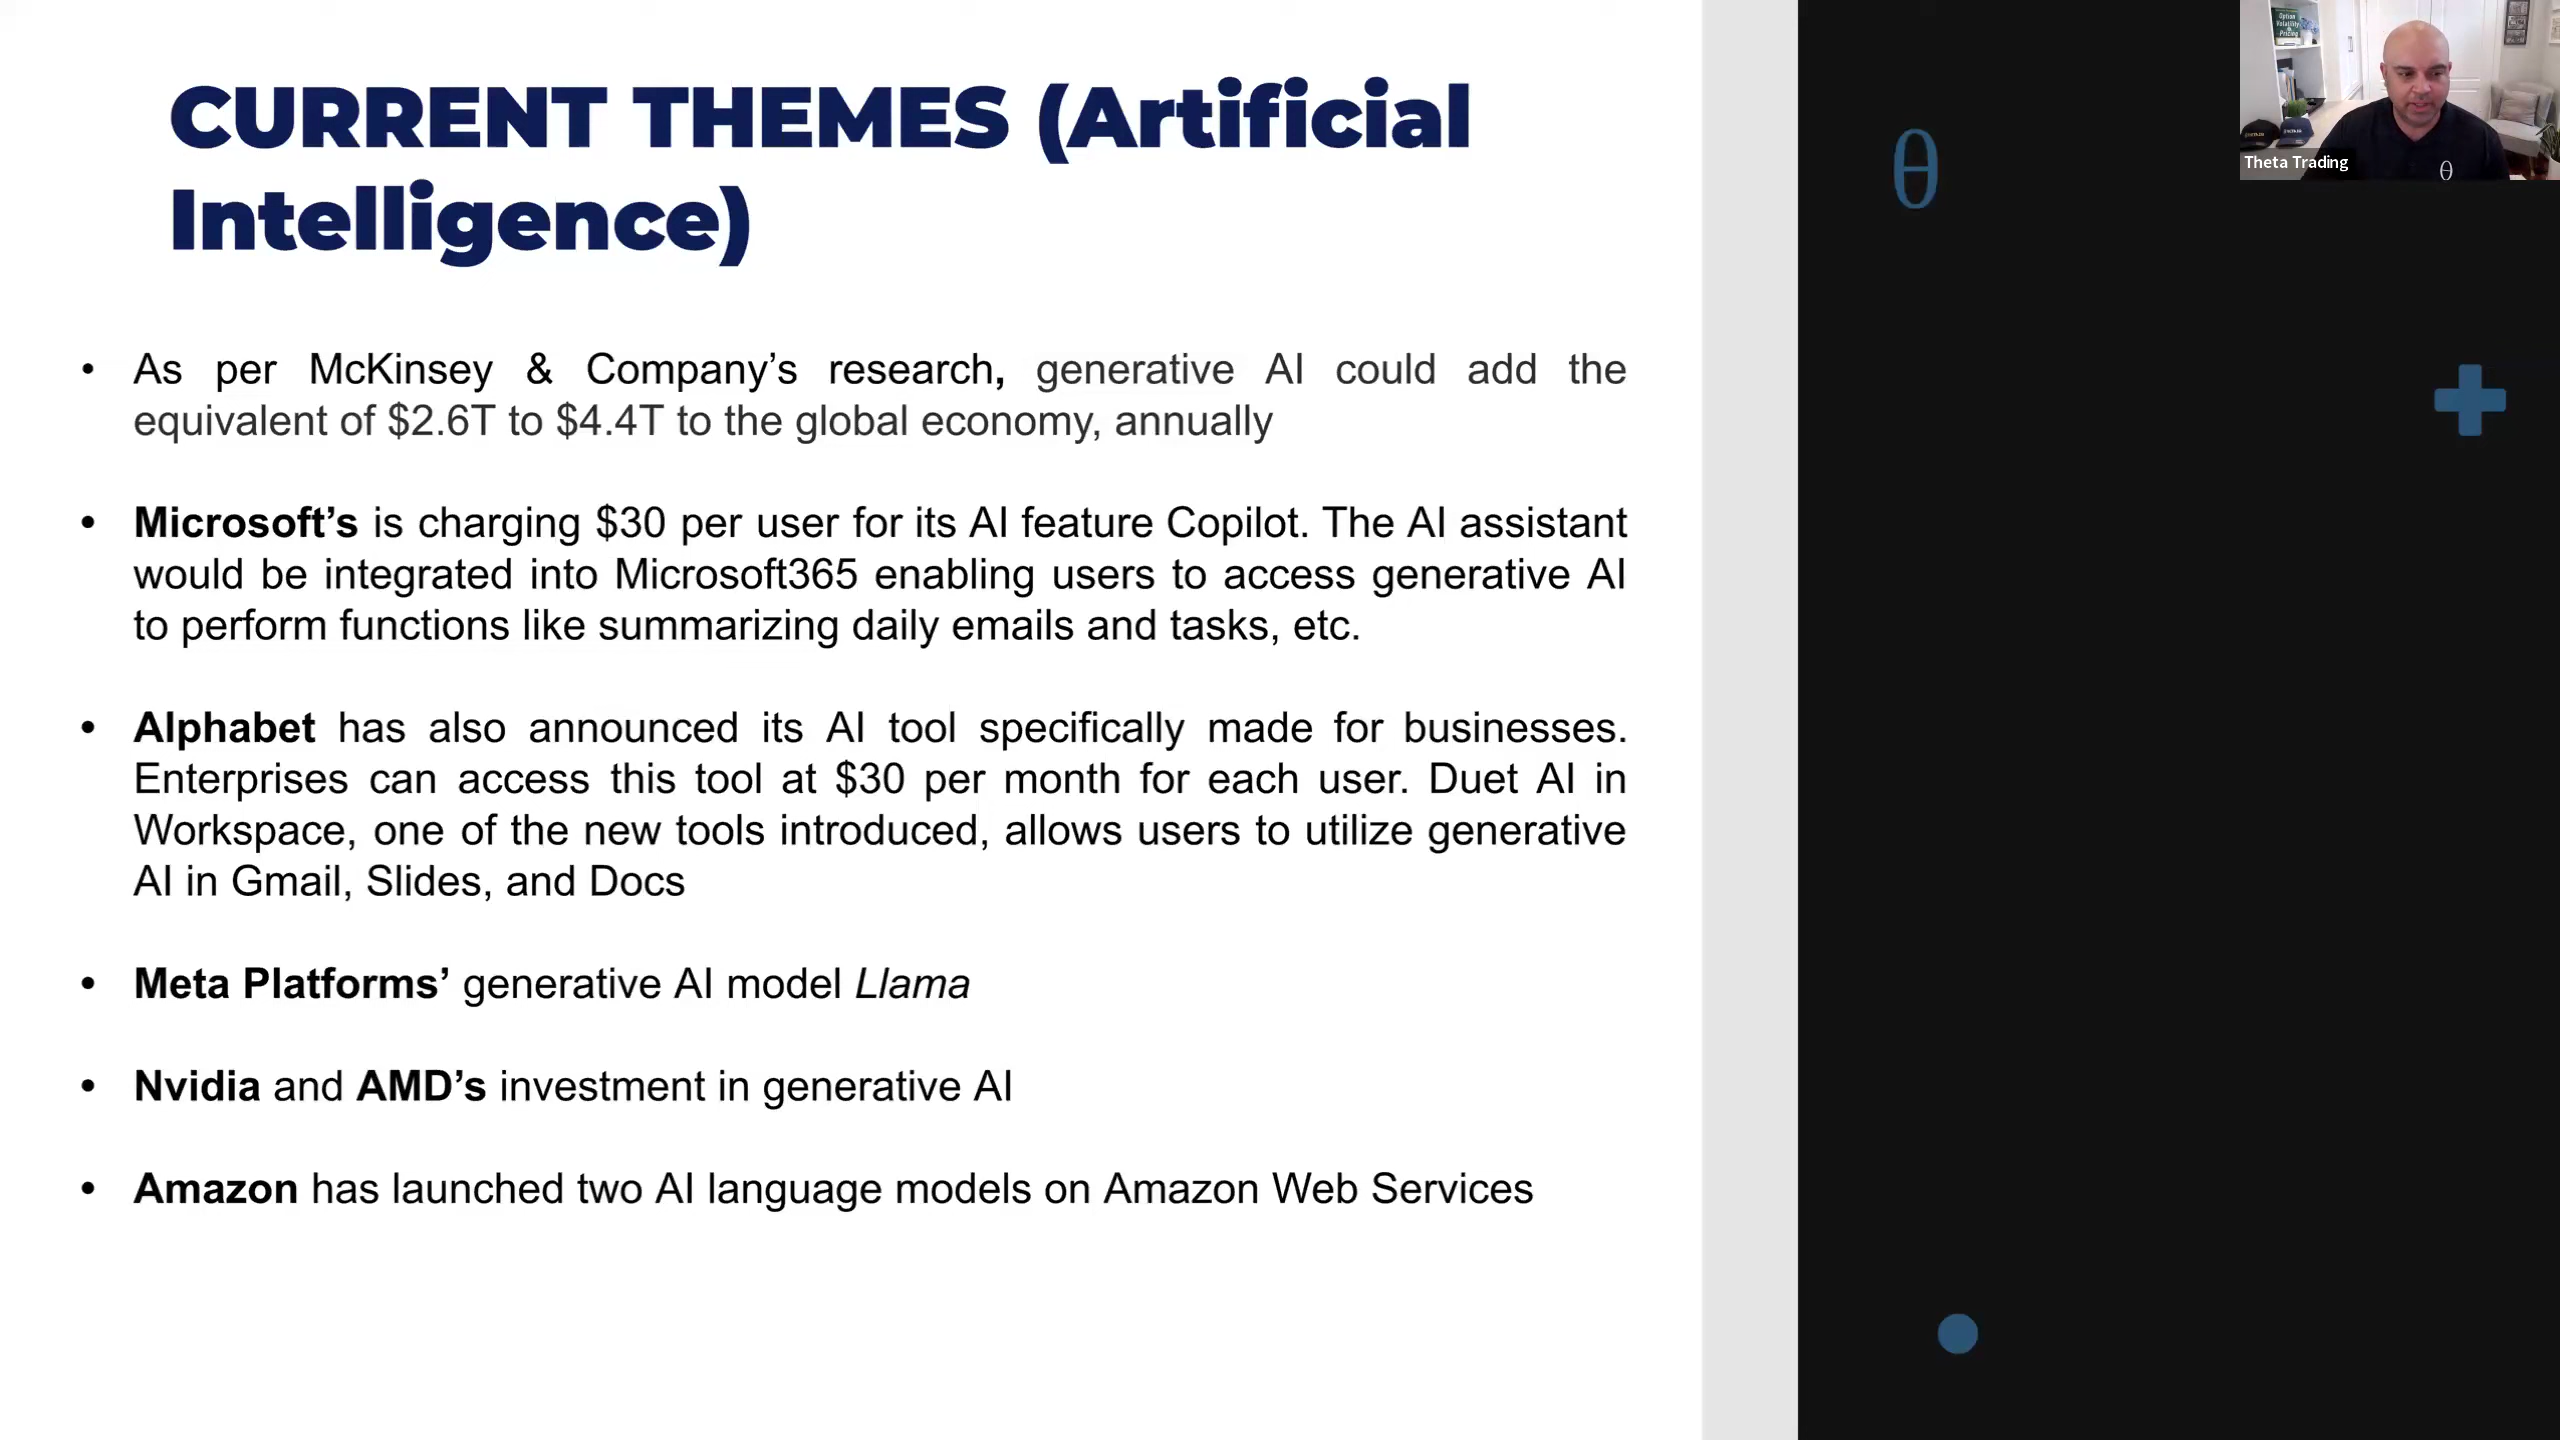 CURRENT THEMES (Artificial
Intelligence)
• As per McKinsey & Company’s research, generative AI could add the
equivalent of $2.6T to $4.4T to the global economy, annually
• Microsoft’s is charging $30 per user for its AI feature Copilot. The AI assistant
would be integrated into Microsoft365 enabling users to access generative AI
to perform functions like summarizing daily emails and tasks, etc.
• Alphabet has also announced its AI tool specifically made for businesses.
Enterprises can access this tool at $30 per month for each user. Duet AI in
Workspace, one of the new tools introduced, allows users to utilize generative
AI in Gmail, Slides, and Docs
• Meta Platforms’ generative AI model Llama
• Nvidia and AMD’s investment in generative AI
• Amazon has launched two AI language models on Amazon Web Services
θ
Option
Volatility
Pricing
Theta Trading
θ